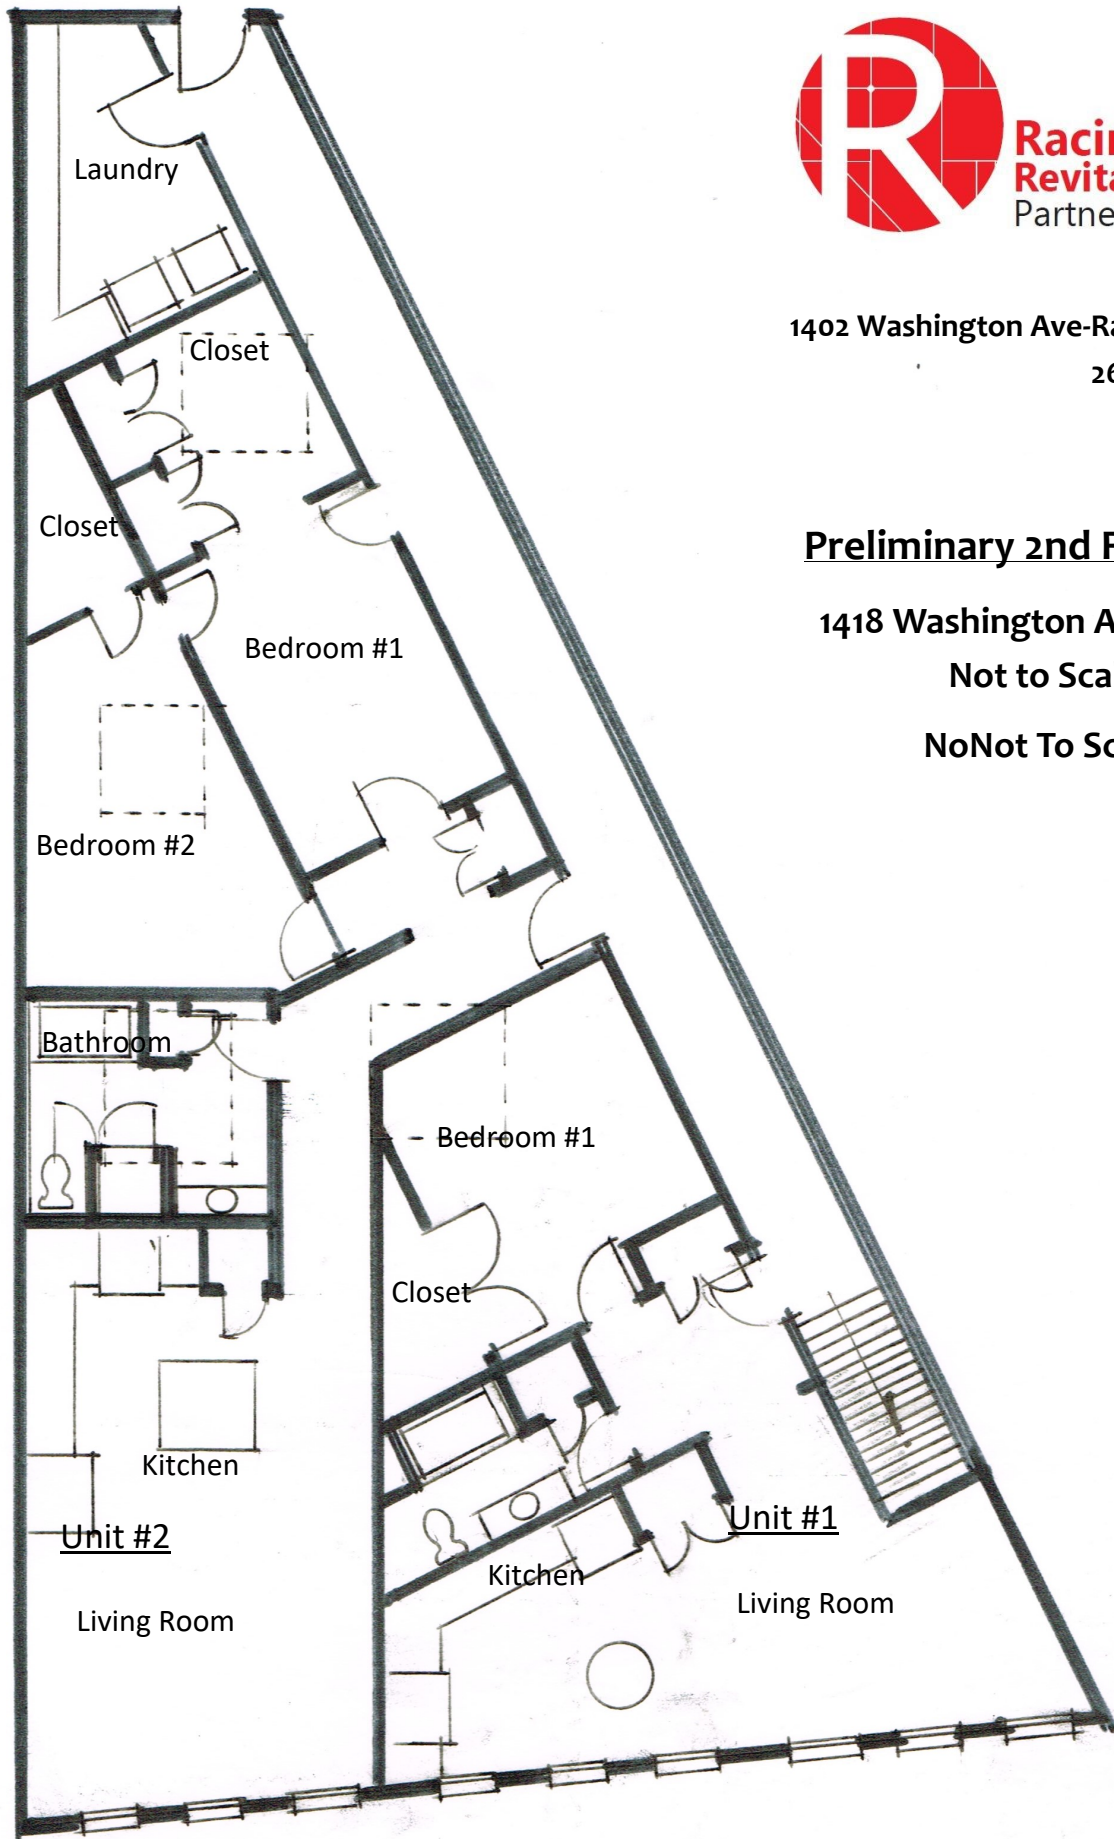 R
Racin
Revita
Partne
1402 Washington Ave-Ra
26
Preliminary 2nd F
1418 Washington A
Not to Sca
NoNot To Sc
Laundry
Closet
Closet
Bedroom #1
Bedroom #2
Bathroom
Bedroom #1
Closet
Kitchen
Unit #2
Unit #1
Kitchen
Living Room
Living Room